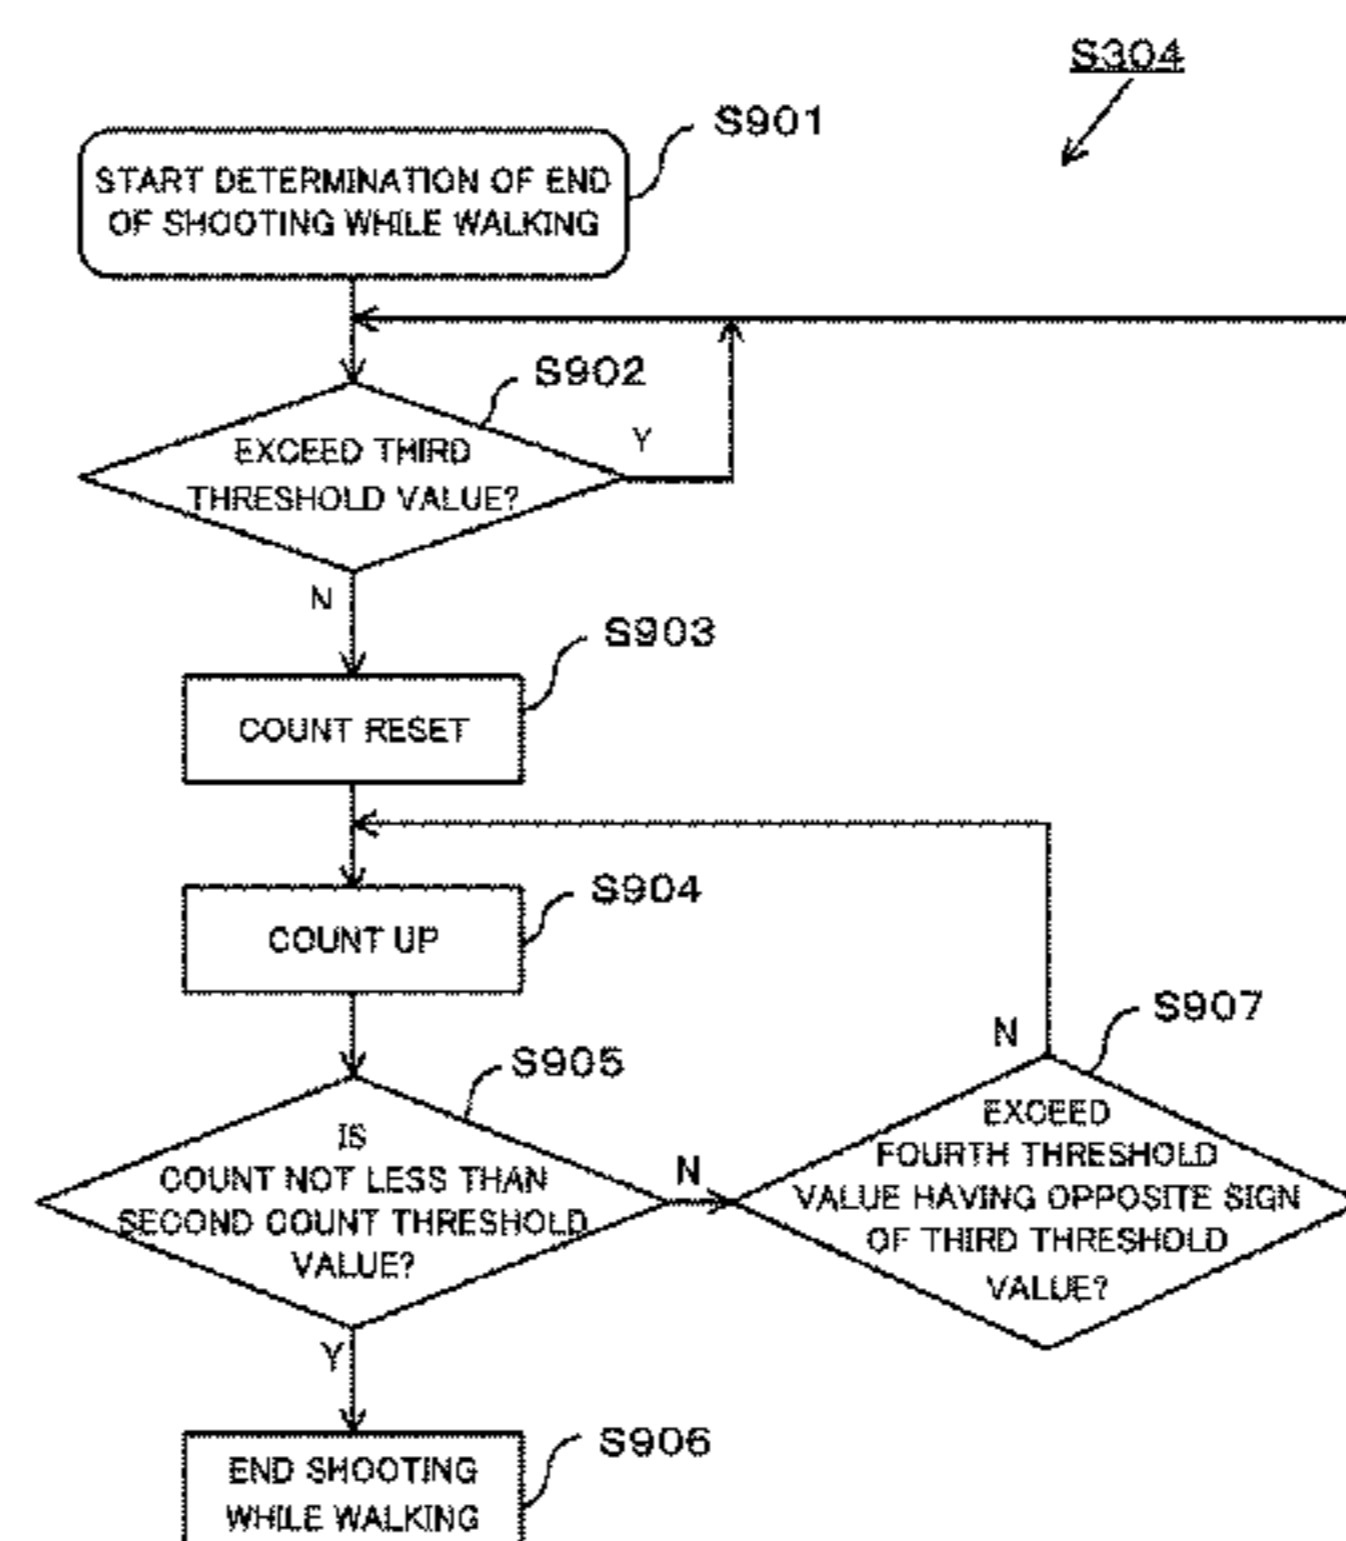 S304
S901
START DETERMINATION OF END
OF SHOOTING WHILE WALKING
S902
Y
EXCEED THIRD
THRESHOLD VALUE?
N
S903
COUNT RESET
S904
COUNT UP
S905
IS
COUNT NOT LESS THAN
SECOND COUNT THRESHOLD
VALUE?
N
S907
N
EXCEED
FOURTH THRESHOLD
VALUE HAVING OPPOSITE SIGN
OF THIRD THRESHOLD
VALUE?
Y
S906
END SHOOTING
WHILE WALKING